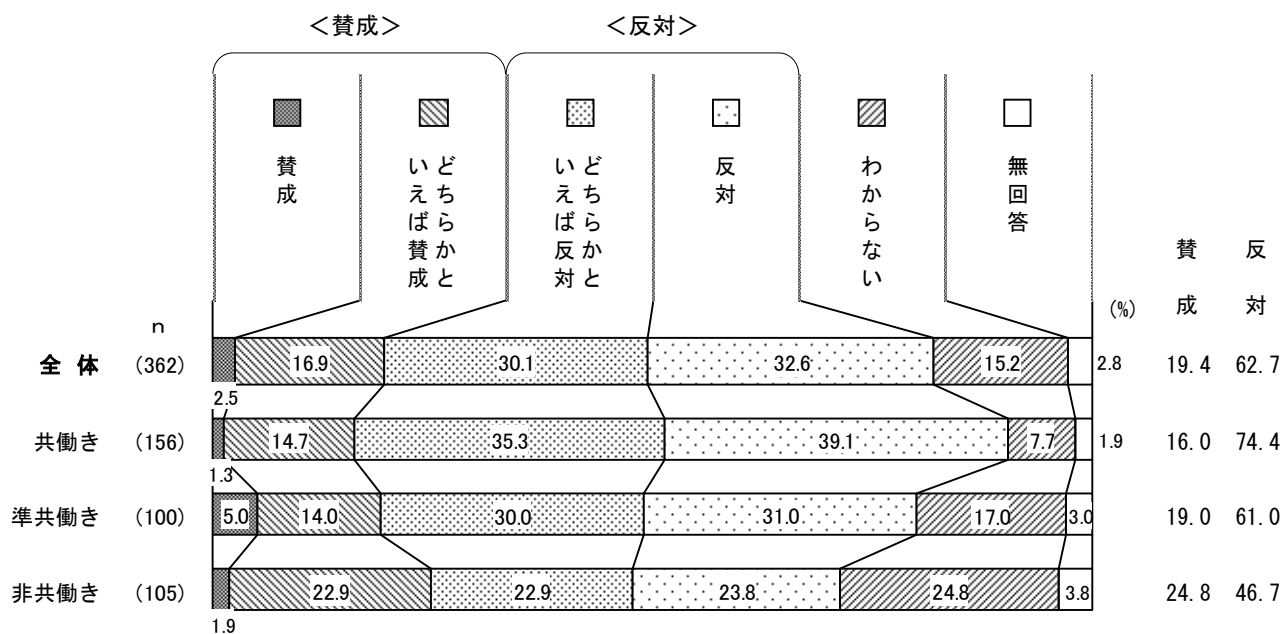 ＜賛成＞ ＜反対＞
賛成
どちらかと
いえば賛成
どちらかと
いえば反対
反対
わからない
無回答
賛成
反対
n
(%)
全 体 (362) 16.9 30.1 32.6 15.2 2.8 19.4 62.7
2.5
共働き (156) 14.7 35.3 39.1 7.7 1.9 16.0 74.4
1.3
準共働き (100) 5.0 14.0 30.0 31.0 17.0 3.0 19.0 61.0
非共働き (105) 22.9 22.9 23.8 24.8 3.8 24.8 46.7
1.9